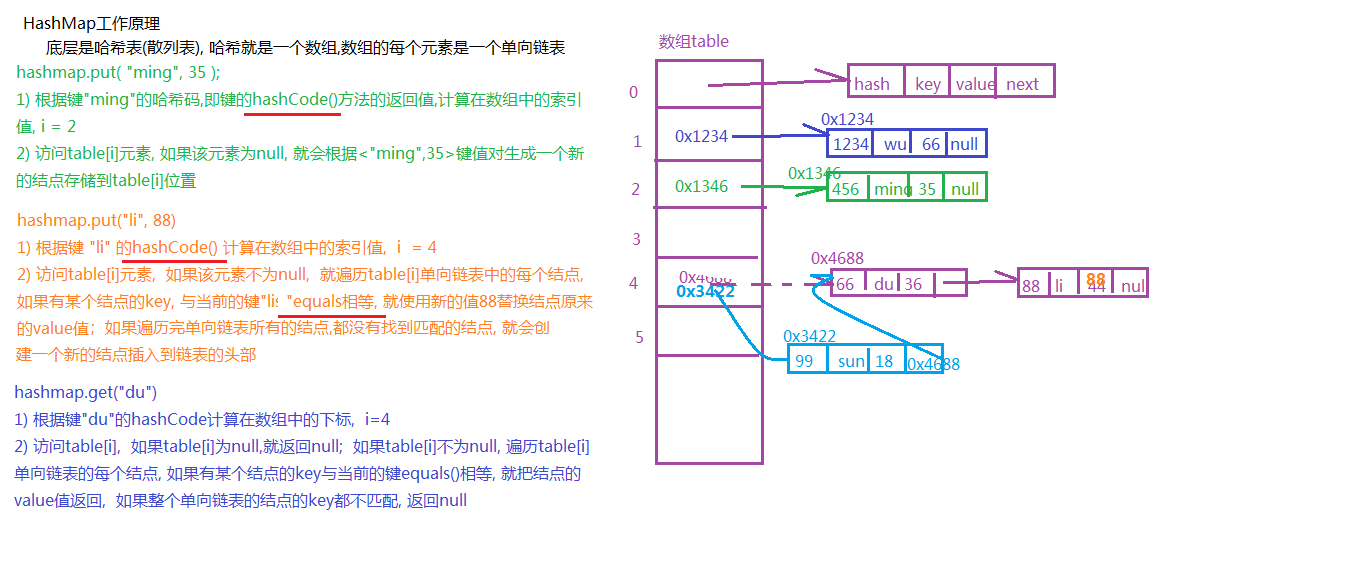 HashMap工作原理
底层是哈希表(散列表), 哈希就是一个数组,数组的每个元素是一个单向链表
hashmap.put( "ming", 35 );
1) 根据键"ming"的哈希码,即键的hashCode()方法的返回值,计算在数组中的索引
值, i = 2
2) 访问table[i]元素, 如果该元素为null, 就会根据<"ming",35>键值对生成一个新
的结点存储到table[i]位置
hashmap.put("li", 88)
1) 根据键 "li" 的hashCode() 计算在数组中的索引值, i = 4
2) 访问table[i]元素, 如果该元素不为null, 就遍历table[i]单向链表中的每个结点,
如果有某个结点的key, 与当前的键"li "equals相等, 就使用新的值88替换结点原来
的value值; 如果遍历完单向链表所有的结点,都没有找到匹配的结点, 就会创
建一个新的结点插入到链表的头部
hashmap.get("du")
1) 根据键"du"的hashCode计算在数组中的下标, i=4
2) 访问table[i], 如果table[i]为null,就返回null; 如果table[i]不为null, 遍历table[i]
单向链表的每个结点, 如果有某个结点的key与当前的键equals()相等, 就把结点的
value值返回, 如果整个单向链表的结点的key都不匹配, 返回null
数组table
0
hash key value next
0x1234
1 0x1234
1234 wu 66 null
0x1346
2 0x1346
456 ming 35 null
3
0x4688
4 0x4688
0x3422
66 du 36
88 li 44 88 nul
5
0x3422
99 sun 18 0x4688